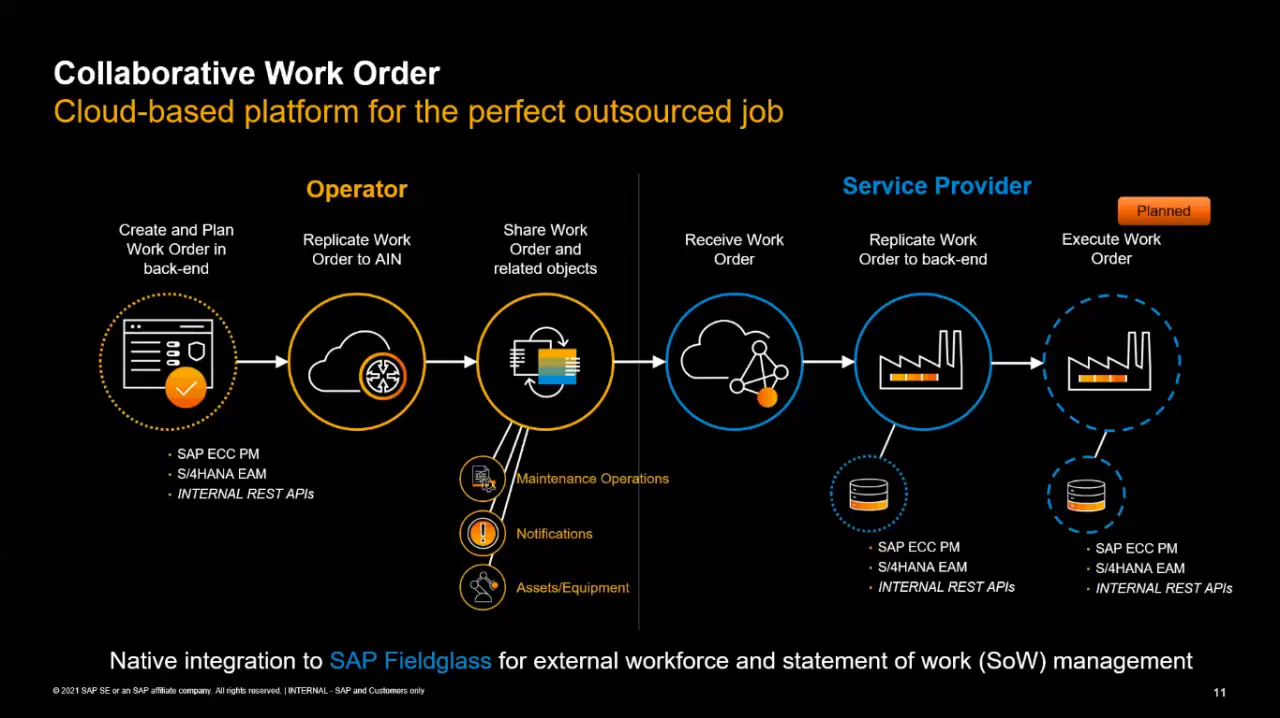 Collaborative Work Order
Cloud-based platform for the perfect outsourced job
Operator
Service Provider
Planned
Create and Plan
Work Order in
back-end
Replicate Work
Order to AIN
Share Work
Order and
related objects
Receive Work
Order
Replicate Work
Order to back-end
Execute Work
Order
• SAP ECC PM
• S/4HANA EAM
• INTERNAL REST APIs
Maintenance Operations
Notifications
Assets/Equipment
• SAP ECC PM
• S/4HANA EAM
• INTERNAL REST APIs
• SAP ECC PM
• S/4HANA EAM
• INTERNAL REST APIs
Native integration to SAP Fieldglass for external workforce and statement of work (SoW) management
© 2021 SAP SE or an SAP affiliate company. All rights reserved. | INTERNAL - SAP and Customers only
11